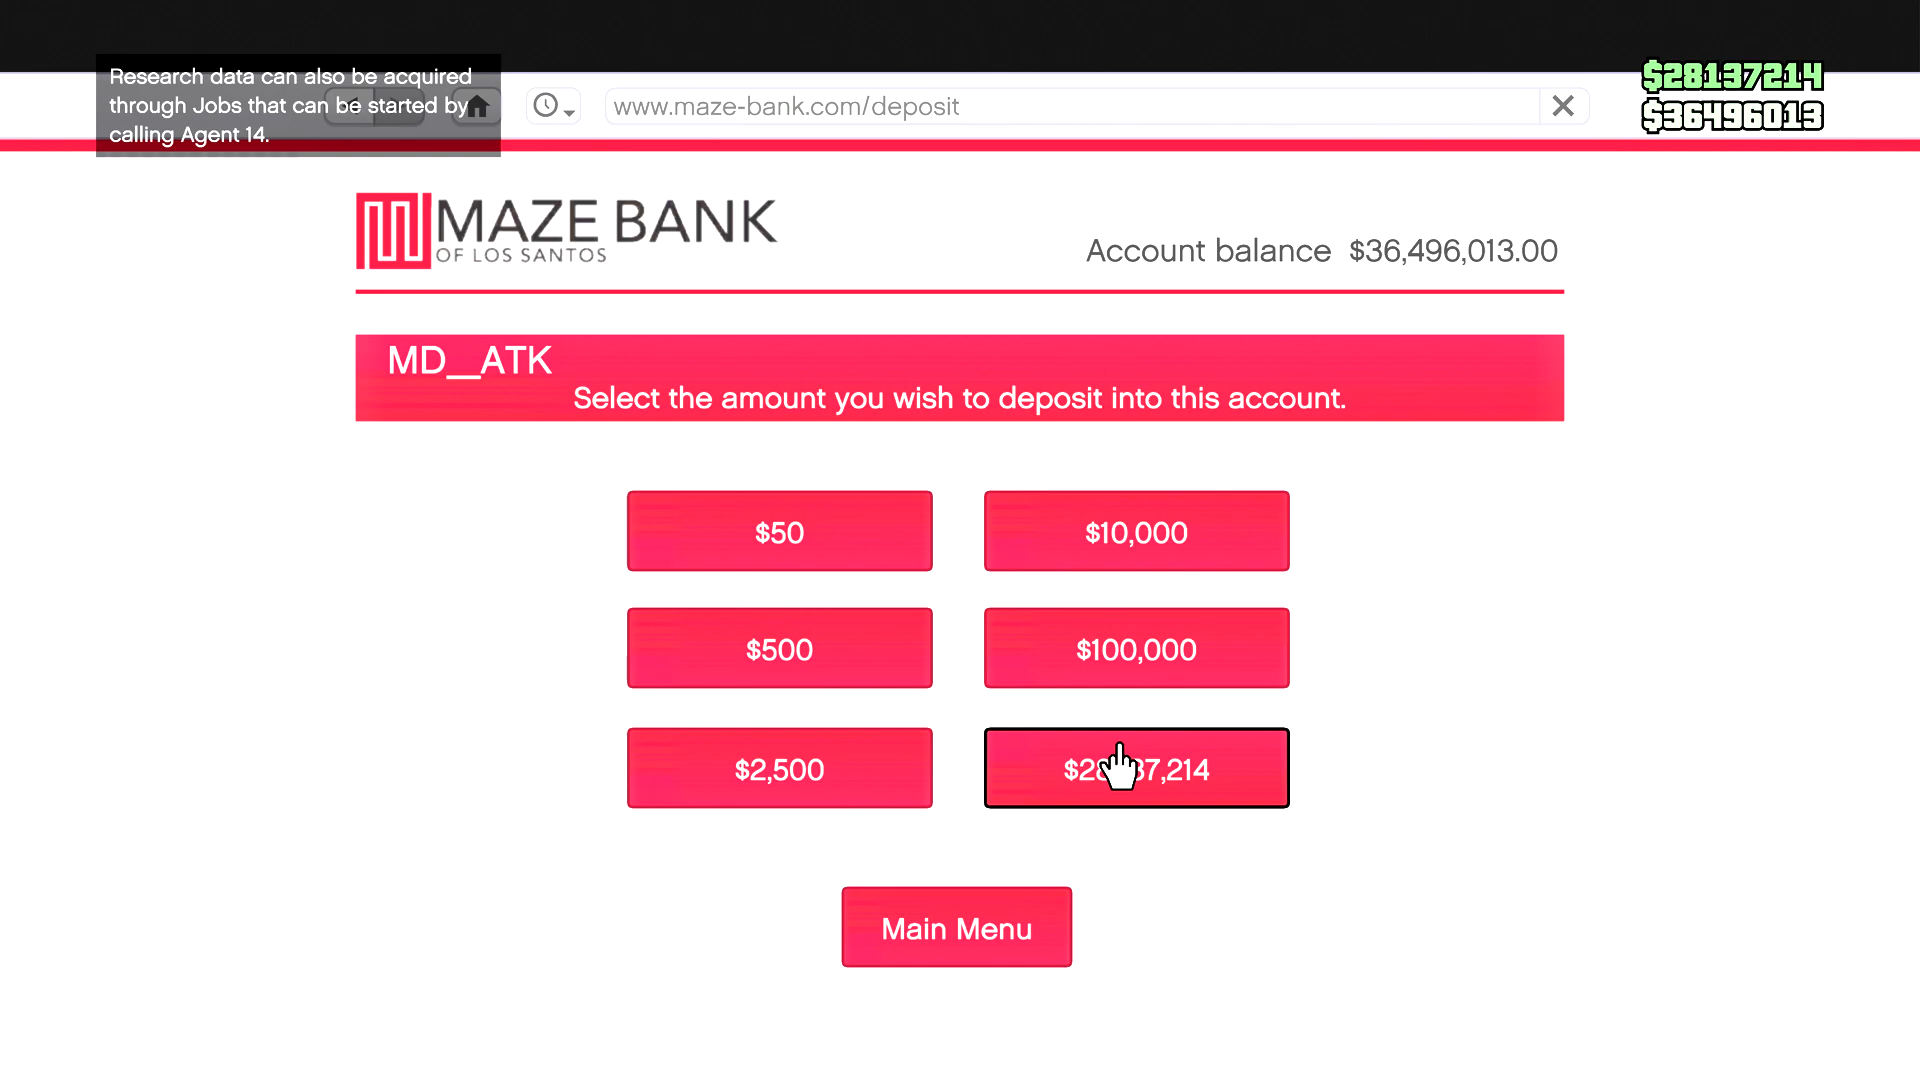 Research data can also be acquired
through Jobs that can be started by
calling Agent 14.
www.maze-bank.com/deposit
$28137214
$36496013
MAZE BANK
OF LOS SANTOS
Account balance $36,496,013.00
MD__ATK
Select the amount you wish to deposit into this account.
$50
$10,000
$500
$100,000
$2,500
Main Menu